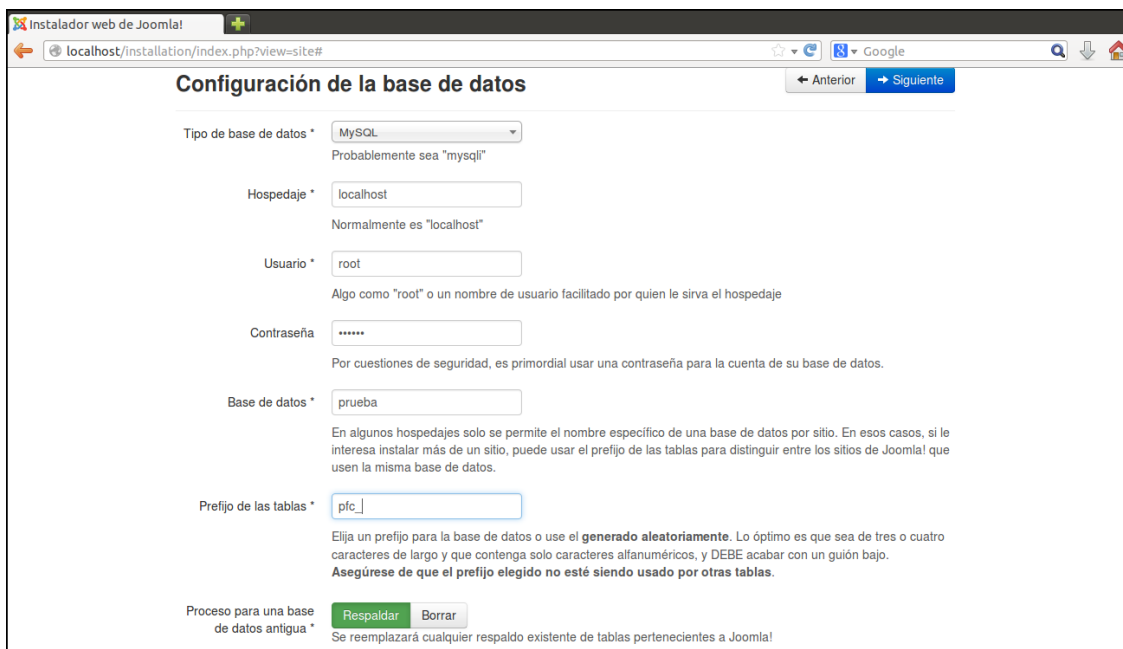 Instalador web de Joomla!
localhost/installation/index.php?view=site#
Google
Configuración de la base de datos
Anterior
Siguiente
Tipo de base de datos *
MySQL
Probablemente sea "mysqli"
Hospedaje *
localhost
Normalmente es "localhost"
Usuario *
root
Algo como "root" o un nombre de usuario facilitado por quien le sirva el hospedaje
Contraseña
••••••
Por cuestiones de seguridad, es primordial usar una contraseña para la cuenta de su base de datos.
Base de datos *
prueba
En algunos hospedajes solo se permite el nombre específico de una base de datos por sitio. En esos casos, si le
interesa instalar más de un sitio, puede usar el prefijo de las tablas para distinguir entre los sitios de Joomla! que
usen la misma base de datos.
Prefijo de las tablas *
pfc_
Elija un prefijo para la base de datos o use el generado aleatoriamente. Lo óptimo es que sea de tres o cuatro
caracteres de largo y que contenga solo caracteres alfanuméricos, y DEBE acabar con un guión bajo.
Asegúrese de que el prefijo elegido no esté siendo usado por otras tablas.
Proceso para una base
de datos antigua *
Respaldar
Borrar
Se reemplazará cualquier respaldo existente de tablas pertenecientes a Joomla!